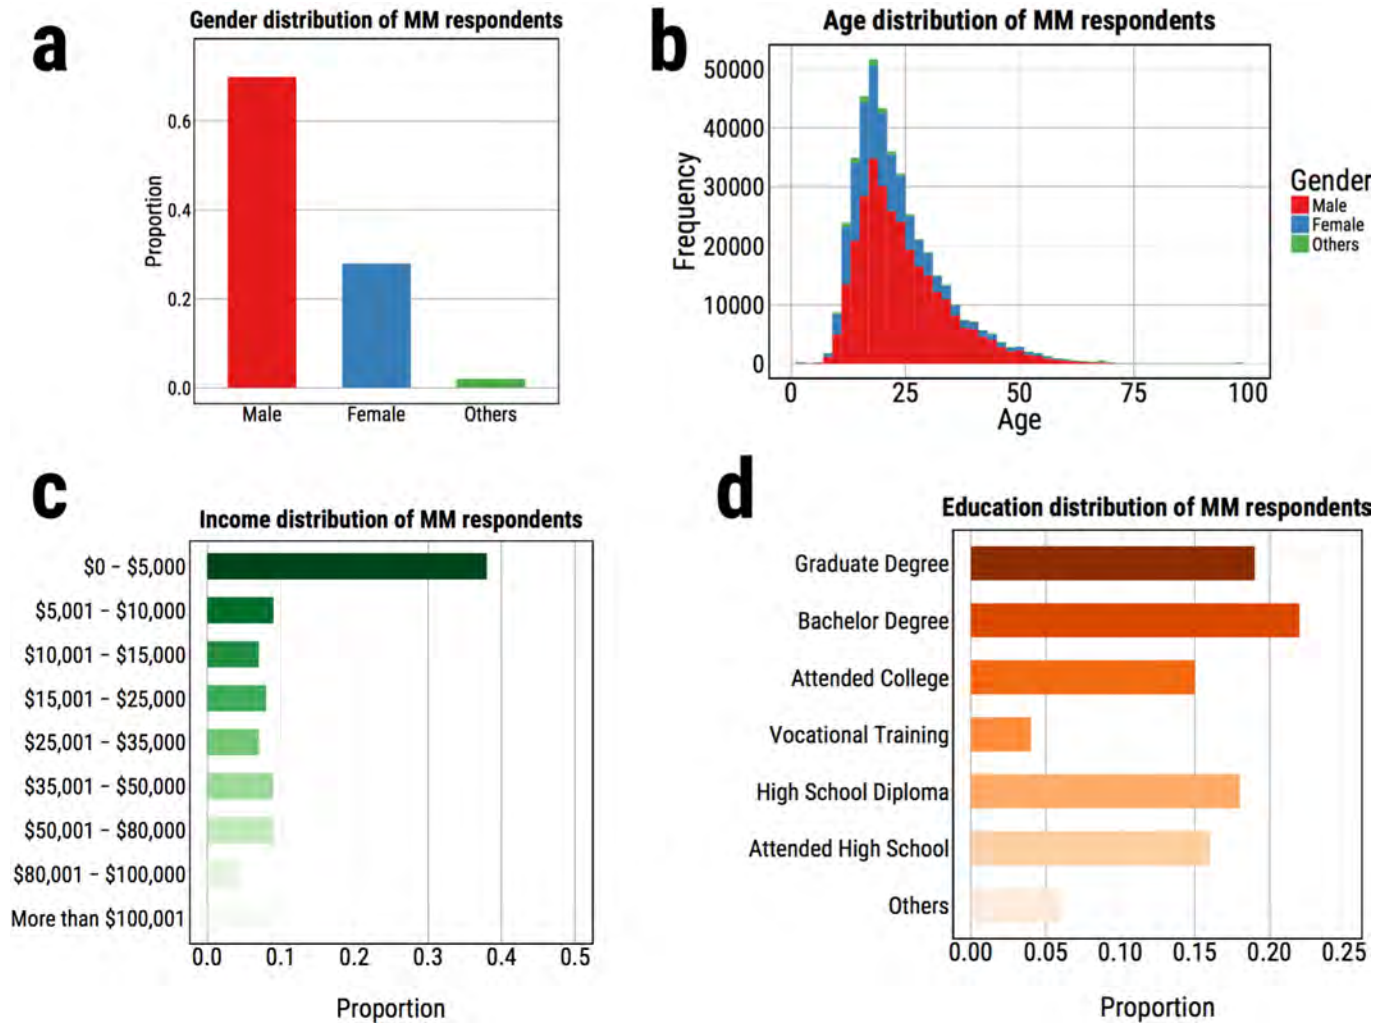 a
Gender distribution of MM respondents
Proportion
0.6
0.4
0.2
0.0
Male
Female
Others
b
Age distribution of MM respondents
Frequency
50000
40000
30000
20000
10000
0
0 25 50 75 100
Age
Gender
Male
Female
Others
c
Income distribution of MM respondents
$0 – $5,000
$5,001 – $10,000
$10,001 – $15,000
$15,001 – $25,000
$25,001 – $35,000
$35,001 – $50,000
$50,001 – $80,000
$80,001 – $100,000
More than $100,001
0.0 0.1 0.2 0.3 0.4 0.5
Proportion
d
Education distribution of MM respondents
Graduate Degree
Bachelor Degree
Attended College
Vocational Training
High School Diploma
Attended High School
Others
0.00 0.05 0.10 0.15 0.20 0.25
Proportion